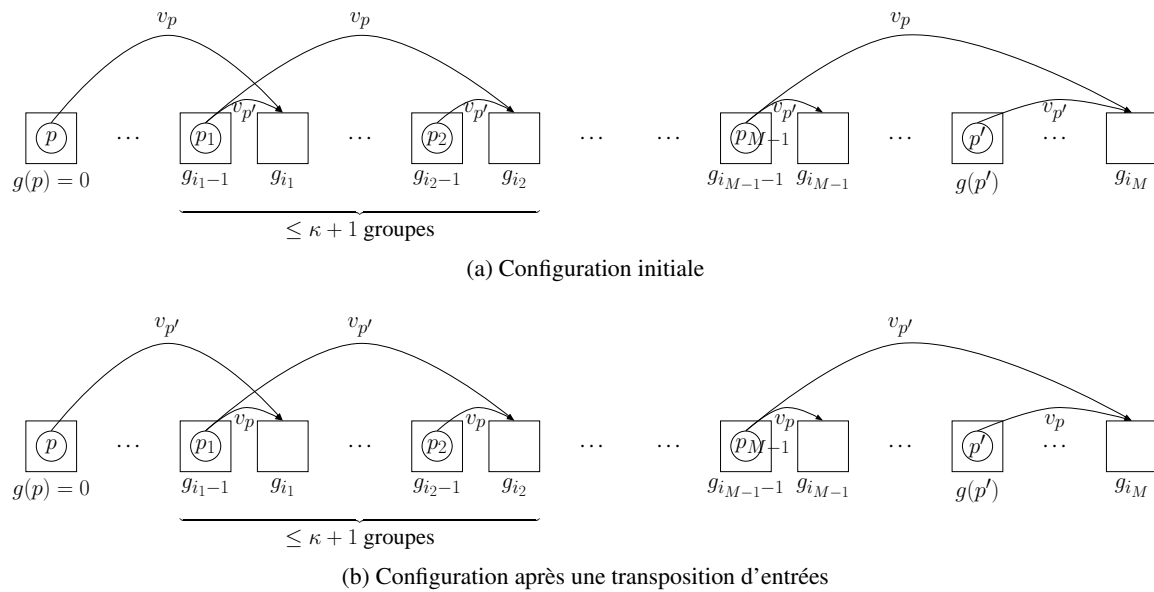 v_p v_p v_p
v_{p'} v_{p'} v_{p'} v_{p'}
p ⋯ p_1 ⋯ p_2 ⋯ ⋯ p_{M−1} p' ⋯
g(p) = 0 g_{i_1−1} g_{i_1} g_{i_2−1} g_{i_2} g_{i_{M−1}−1} g_{i_{M−1}} g(p') g_{i_M}
≤ κ + 1 groupes
(a) Configuration initiale
v_{p'} v_{p'} v_{p'}
v_p v_p v_p v_p
p ⋯ p_1 ⋯ p_2 ⋯ ⋯ p_{M−1} p' ⋯
g(p) = 0 g_{i_1−1} g_{i_1} g_{i_2−1} g_{i_2} g_{i_{M−1}−1} g_{i_{M−1}} g(p') g_{i_M}
≤ κ + 1 groupes
(b) Configuration après une transposition d'entrées